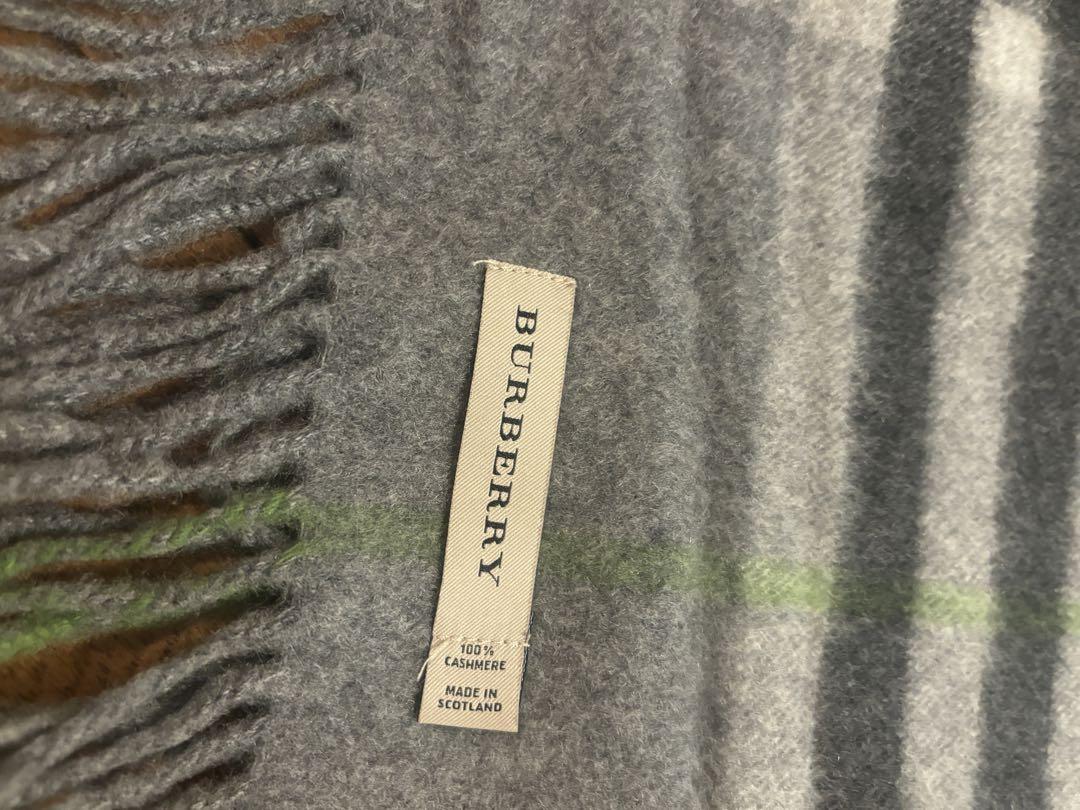 BURBERRY
100%
CASHMERE
MADE IN
SCOTLAND